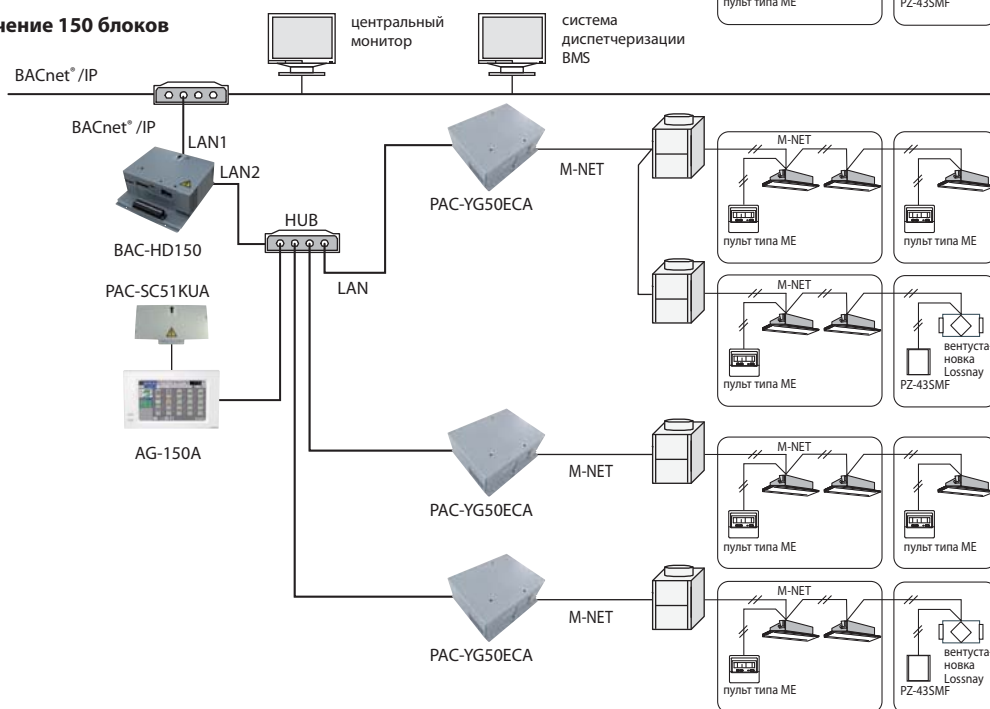 пульт типа ME
PZ-43SMF
чение 150 блоков
центральный
монитор
система
диспетчеризации
BMS
BACnet® /IP
BACnet® /IP
LAN1
LAN2
BAC-HD150
HUB
LAN
PAC-SC51KUA
AG-150A
PAC-YG50ECA
M-NET
M-NET
пульт типа ME
пульт типа ME
M-NET
пульт типа ME
вентуста-
новка
Lossnay
PZ-43SMF
PAC-YG50ECA
M-NET
M-NET
пульт типа ME
пульт типа ME
PAC-YG50ECA
M-NET
M-NET
пульт типа ME
вентуста-
новка
Lossnay
PZ-43SMF